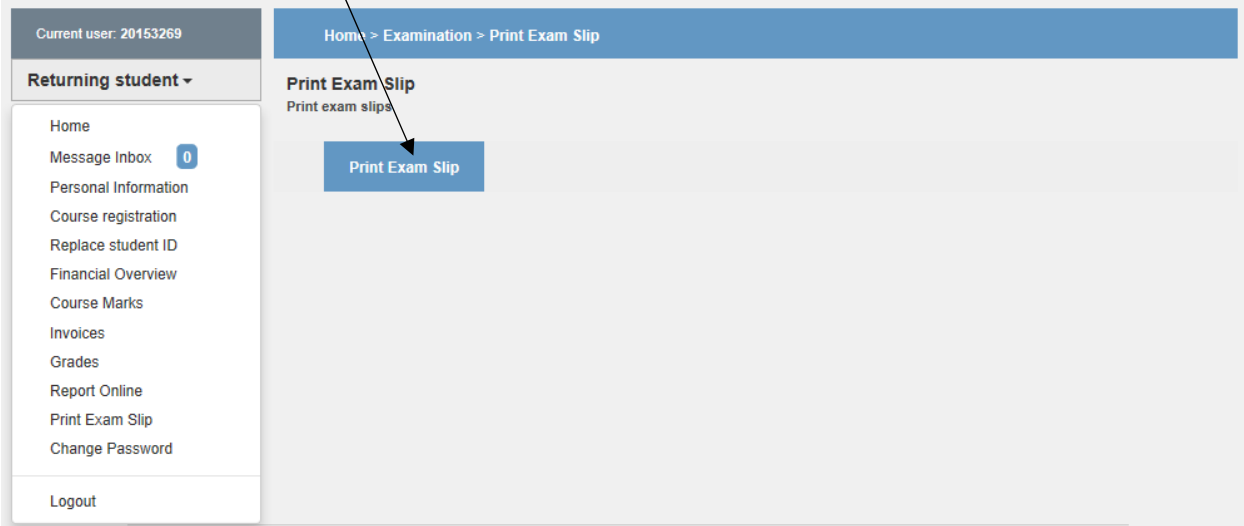 Current user: 20153269
Home > Examination > Print Exam Slip
Returning student
Print Exam Slip
Print exam slips
Home
Message Inbox 0
Personal Information
Course registration
Replace student ID
Financial Overview
Course Marks
Invoices
Grades
Report Online
Print Exam Slip
Change Password
Logout
Print Exam Slip